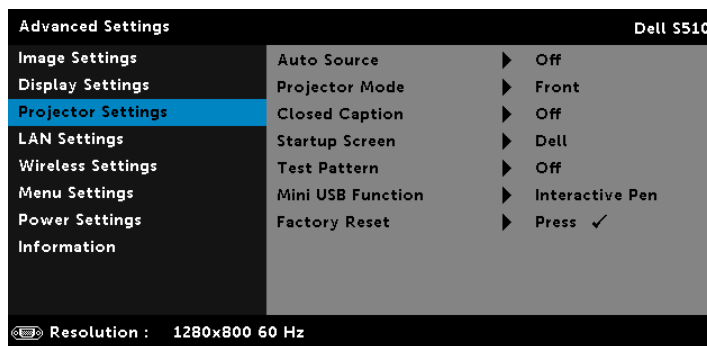 Advanced Settings Dell S510
Image Settings Auto Source Off
Display Settings Projector Mode Front
Projector Settings Closed Caption Off
LAN Settings Startup Screen Dell
Wireless Settings Test Pattern Off
Menu Settings Mini USB Function Interactive Pen
Power Settings Factory Reset Press ✓
Information
Resolution : 1280x800 60 Hz